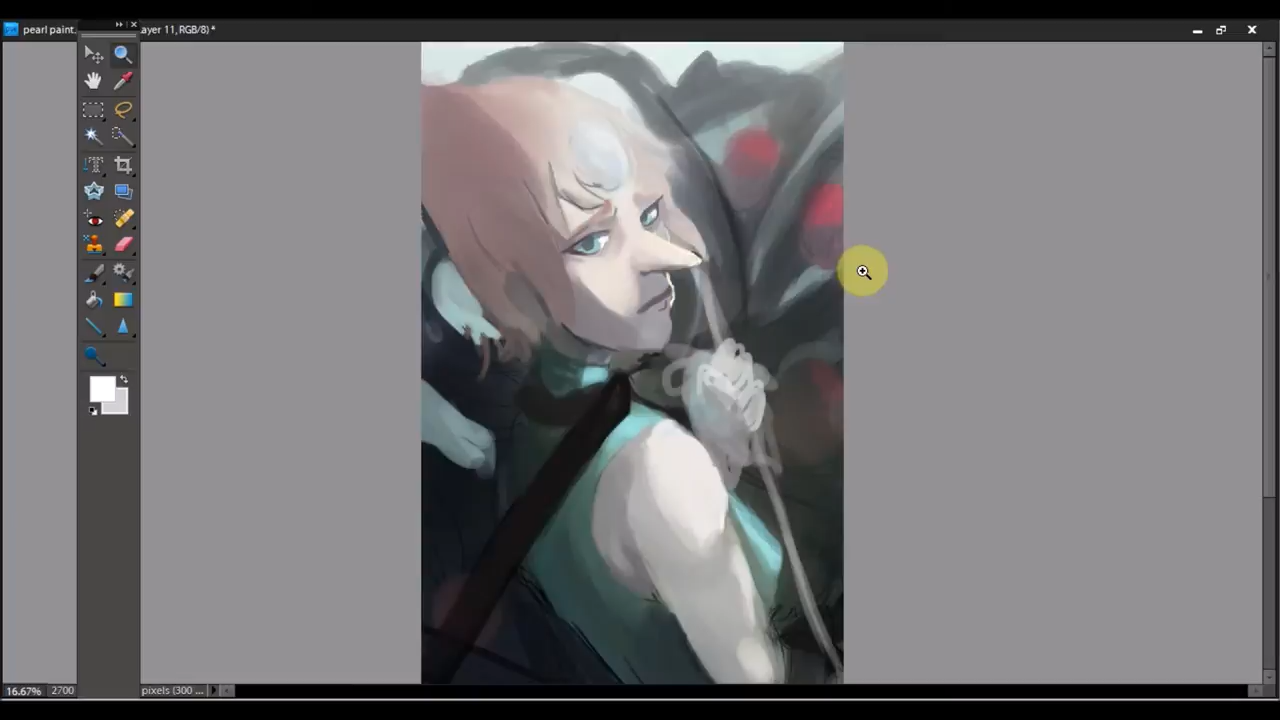 pearl paint. ayer 11, RGB/8) *
16.67% 2700 pixels (300 ...